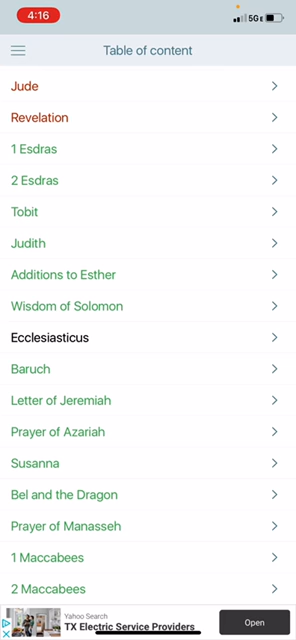 4:16
5GE
Table of content
Jude
Revelation
1 Esdras
2 Esdras
Tobit
Judith
Additions to Esther
Wisdom of Solomon
Ecclesiasticus
Baruch
Letter of Jeremiah
Prayer of Azariah
Susanna
Bel and the Dragon
Prayer of Manasseh
1 Maccabees
2 Maccabees
Yahoo Search
TX Electric Service Providers
Open